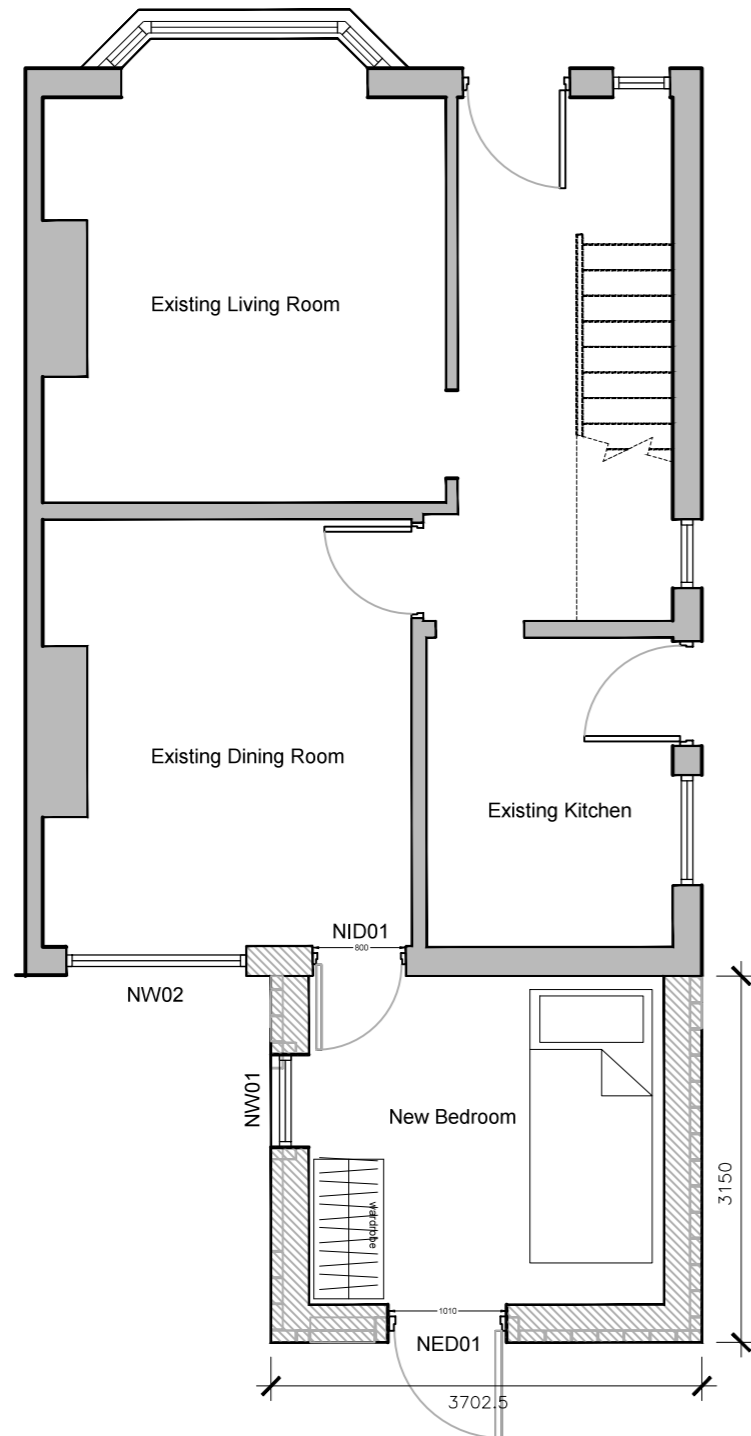 Existing Living Room
Existing Dining Room
Existing Kitchen
NID01
800
NW02
NW01
New Bedroom
wardrobe
3150
1010
NED01
3702.5